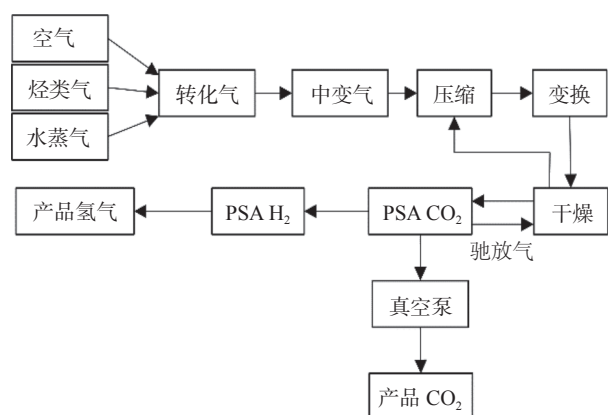 空气
烃类气
水蒸气
转化气
中变气
压缩
变换
产品氢气
PSA H₂
PSA CO₂
干燥
驰放气
真空泵
产品 CO₂